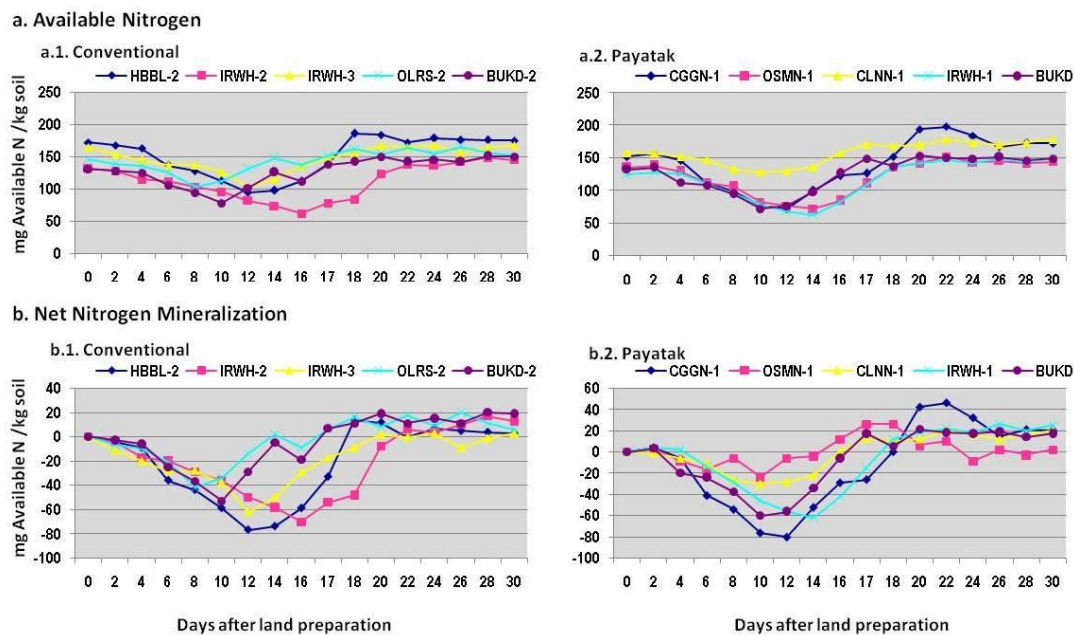 a. Available Nitrogen
a.1. Conventional
HBBL-2 IRWH-2 IRWH-3 OLRS-2 BUKD-2
mg Available N /kg soil
250
200
150
100
50
0
0 2 4 6 8 10 12 14 16 17 18 20 22 24 26 28 30
a.2. Payatak
CGGN-1 OSMN-1 CLNN-1 IRWH-1 BUKD
250
200
150
100
50
0
0 2 4 6 8 10 12 14 16 17 18 20 22 24 26 28 30
b. Net Nitrogen Mineralization
b.1. Conventional
HBBL-2 IRWH-2 IRWH-3 OLRS-2 BUKD-2
mg Available N /kg soil
40
20
0
-20
-40
-60
-80
-100
0 2 4 6 8 10 12 14 16 17 18 20 22 24 26 28 30
Days after land preparation
b.2. Payatak
CGGN-1 OSMN-1 CLNN-1 IRWH-1 BUKD
60
40
20
0
-20
-40
-60
-80
-100
0 2 4 6 8 10 12 14 16 17 18 20 22 24 26 28 30
Days after land preparation